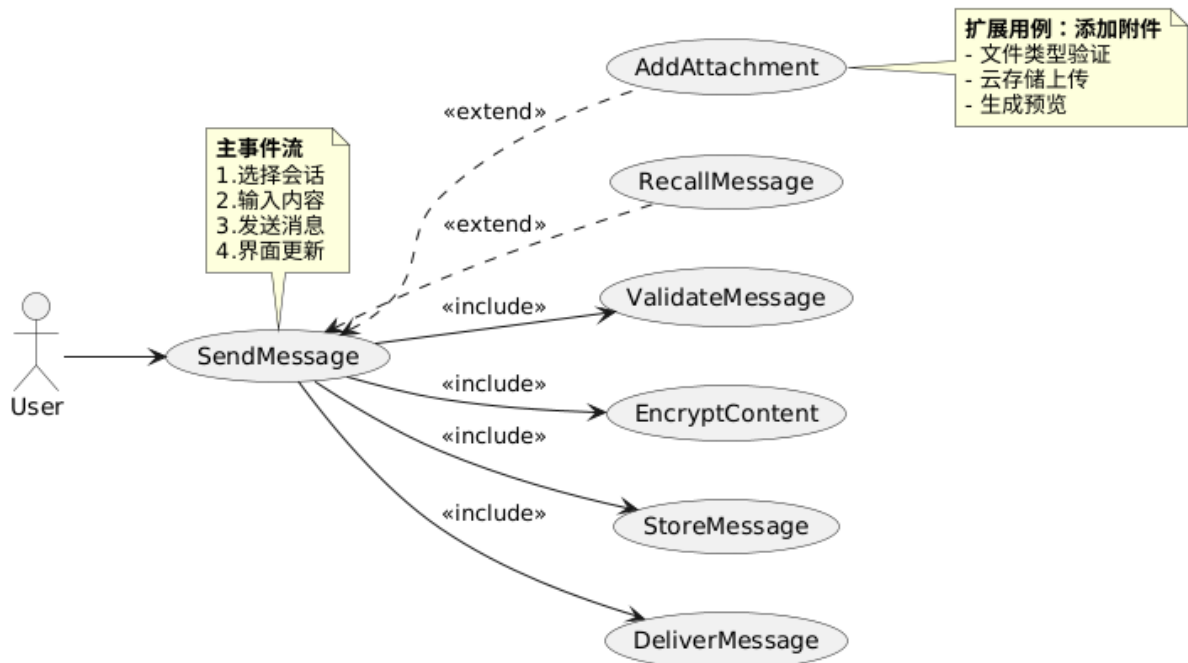 扩展用例：添加附件
- 文件类型验证
- 云存储上传
- 生成预览
AddAttachment
«extend»
主事件流
1.选择会话
2.输入内容
3.发送消息
4.界面更新
RecallMessage
«extend»
ValidateMessage
«include»
SendMessage
User
«include»
EncryptContent
«include»
StoreMessage
«include»
DeliverMessage